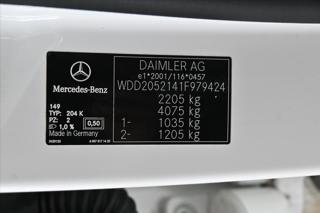 DAIMLER AG
e1*2001/116*0457
WDD2052141F979424
2205 kg
4075 kg
1- 1035 kg
2- 1205 kg
Mercedes-Benz
149
TYP: 204 K
PZ: 2 0,50
1,0 %
Made in Germany